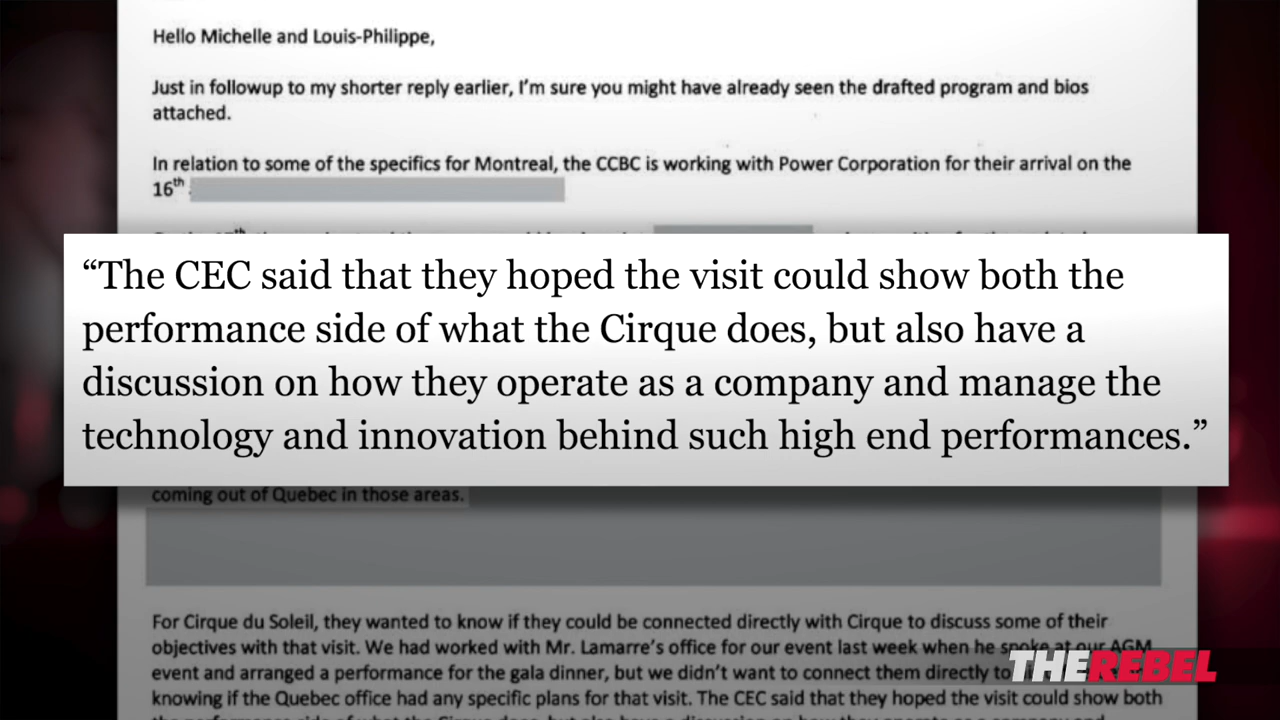 Hello Michelle and Louis-Philippe,
Just in followup to my shorter reply earlier, I'm sure you might have already seen the drafted program and bios
attached.
In relation to some of the specifics for Montreal, the CCBC is working with Power Corporation for their arrival on the
16th
“The CEC said that they hoped the visit could show both the
performance side of what the Cirque does, but also have a
discussion on how they operate as a company and manage the
technology and innovation behind such high end performances.”
coming out of Quebec in those areas.
For Cirque du Soleil, they wanted to know if they could be connected directly with Cirque to discuss some of their
objectives with that visit. We had worked with Mr. Lamarre's office for our event last week when he spoke at our AGM
event and arranged a performance for the gala dinner, but we didn't want to connect them directly to
THE REBEL
knowing if the Quebec office had any specific plans for that visit. The CEC said that they hoped the visit could show both